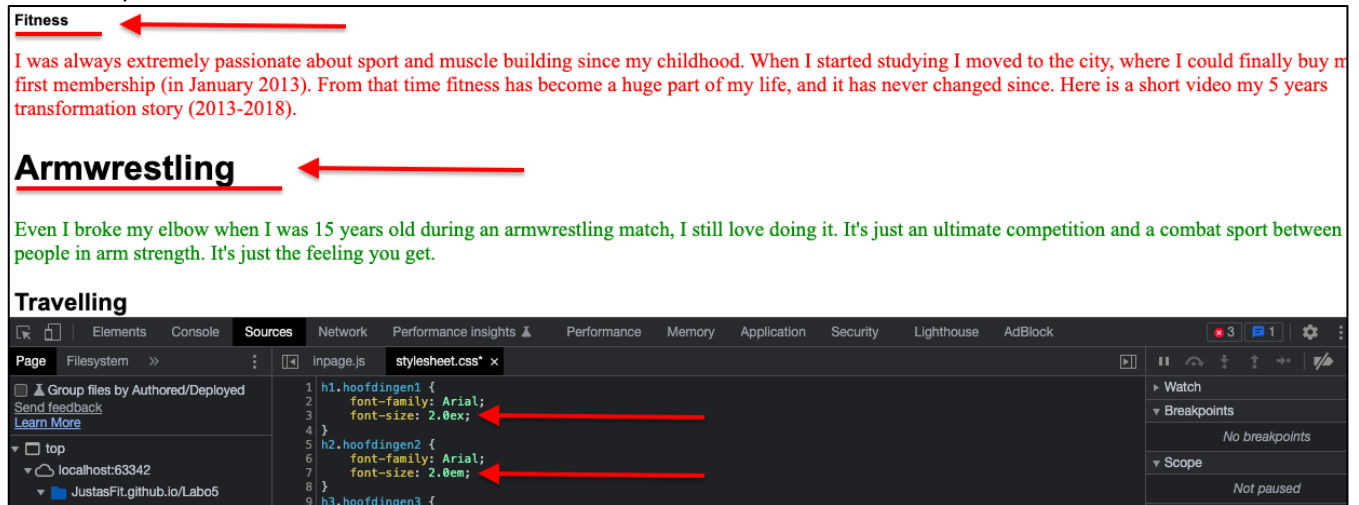 Fitness
I was always extremely passionate about sport and muscle building since my childhood. When I started studying I moved to the city, where I could finally buy m
first membership (in January 2013). From that time fitness has become a huge part of my life, and it has never changed since. Here is a short video my 5 years
transformation story (2013-2018).
Armwrestling
Even I broke my elbow when I was 15 years old during an armwrestling match, I still love doing it. It's just an ultimate competition and a combat sport between
people in arm strength. It's just the feeling you get.
Travelling
Elements Console Sources Network Performance insights Performance Memory Application Security Lighthouse AdBlock 3 1
Page Filesystem » inpage.js stylesheet.css* ×
Group files by Authored/Deployed
Send feedback
Learn More
top
localhost:63342
JustasFit.github.io/Labo5
1 h1.hoofdingen1 {
2 font-family: Arial;
3 font-size: 2.0ex;
4 }
5 h2.hoofdingen2 {
6 font-family: Arial;
7 font-size: 2.0em;
8 }
9 h3.hoofdingen3 {
Watch
Breakpoints
No breakpoints
Scope
Not paused